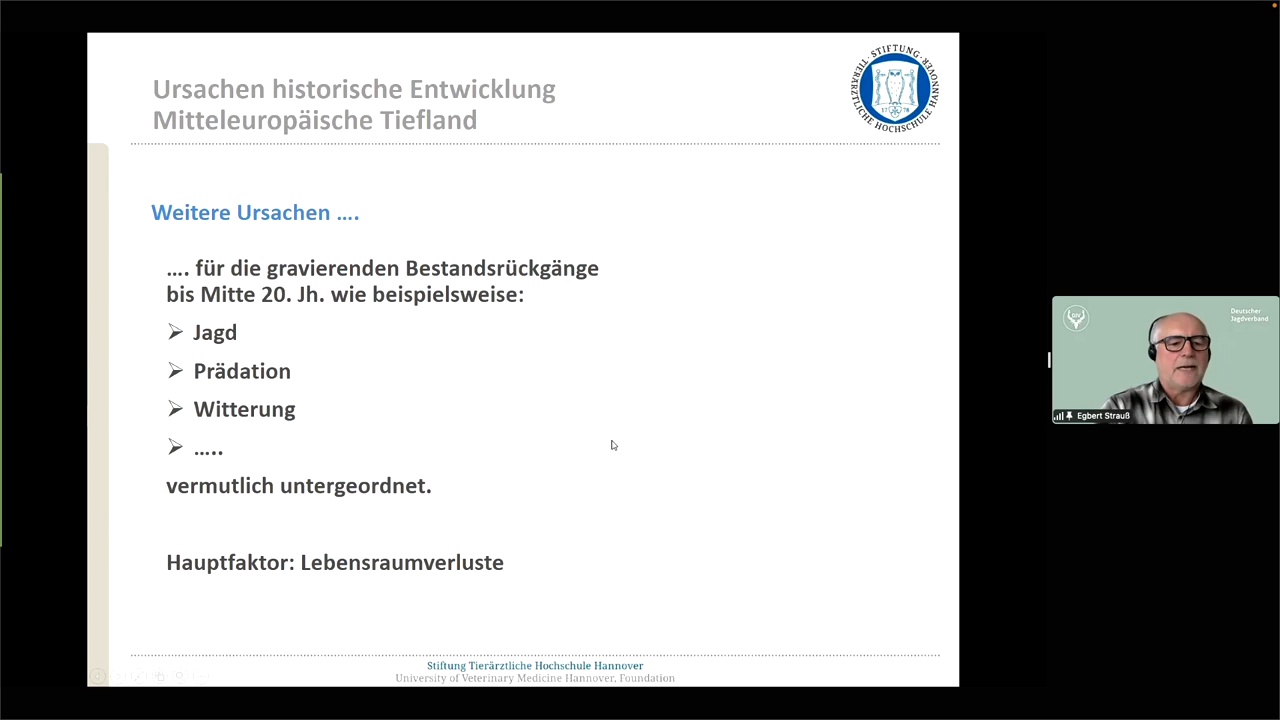 Ursachen historische Entwicklung
Mitteleuropäische Tiefland
STIFTUNG · TIERÄRZTLICHE HOCHSCHULE HANNOVER
1778
Weitere Ursachen ….
…. für die gravierenden Bestandsrückgänge
bis Mitte 20. Jh. wie beispielsweise:
Jagd
Prädation
Witterung
…..
vermutlich untergeordnet.
Hauptfaktor: Lebensraumverluste
Stiftung Tierärztliche Hochschule Hannover
University of Veterinary Medicine Hannover, Foundation
DJV
Deutscher
Jagdverband
Egbert Strauß